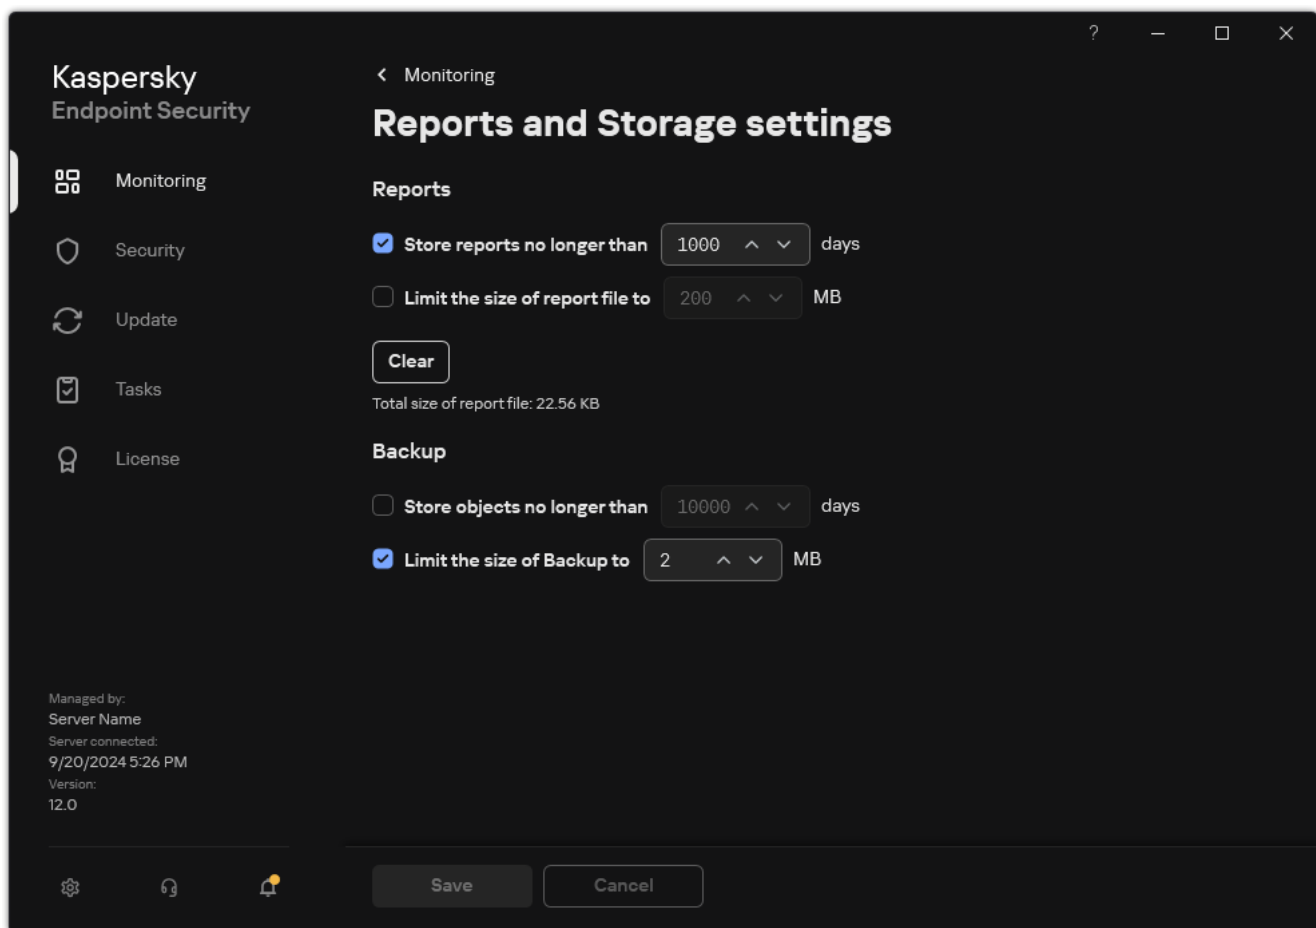 ?
Kaspersky
Endpoint Security
Monitoring
Security
Update
Tasks
License
Managed by:
Server Name
Server connected:
9/20/2024 5:26 PM
Version:
12.0
Monitoring
Reports and Storage settings
Reports
Store reports no longer than 1000 days
Limit the size of report file to 200 MB
Clear
Total size of report file: 22.56 KB
Backup
Store objects no longer than 10000 days
Limit the size of Backup to 2 MB
Save Cancel